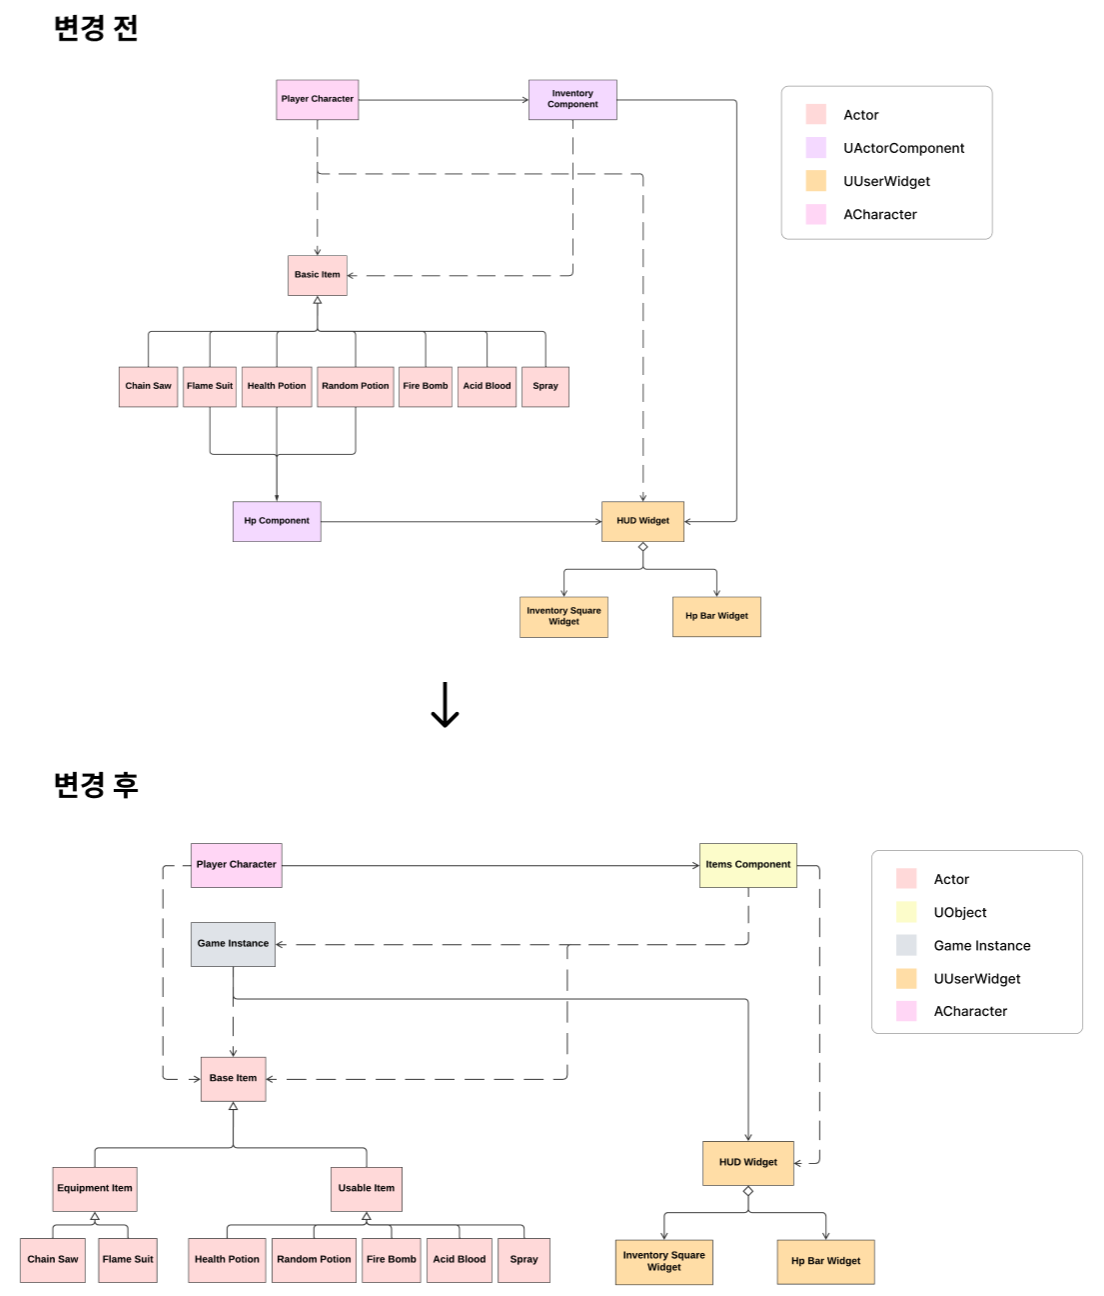 변경 전
Player Character
Inventory
Component
Actor
UActorComponent
UUserWidget
ACharacter
Basic Item
Chain Saw
Flame Suit
Health Potion
Random Potion
Fire Bomb
Acid Blood
Spray
Hp Component
HUD Widget
Inventory Square
Widget
Hp Bar Widget
변경 후
Player Character
Items Component
Actor
UObject
Game Instance
UUserWidget
ACharacter
Game Instance
Base Item
HUD Widget
Equipment Item
Usable Item
Chain Saw
Flame Suit
Health Potion
Random Potion
Fire Bomb
Acid Blood
Spray
Inventory Square
Widget
Hp Bar Widget